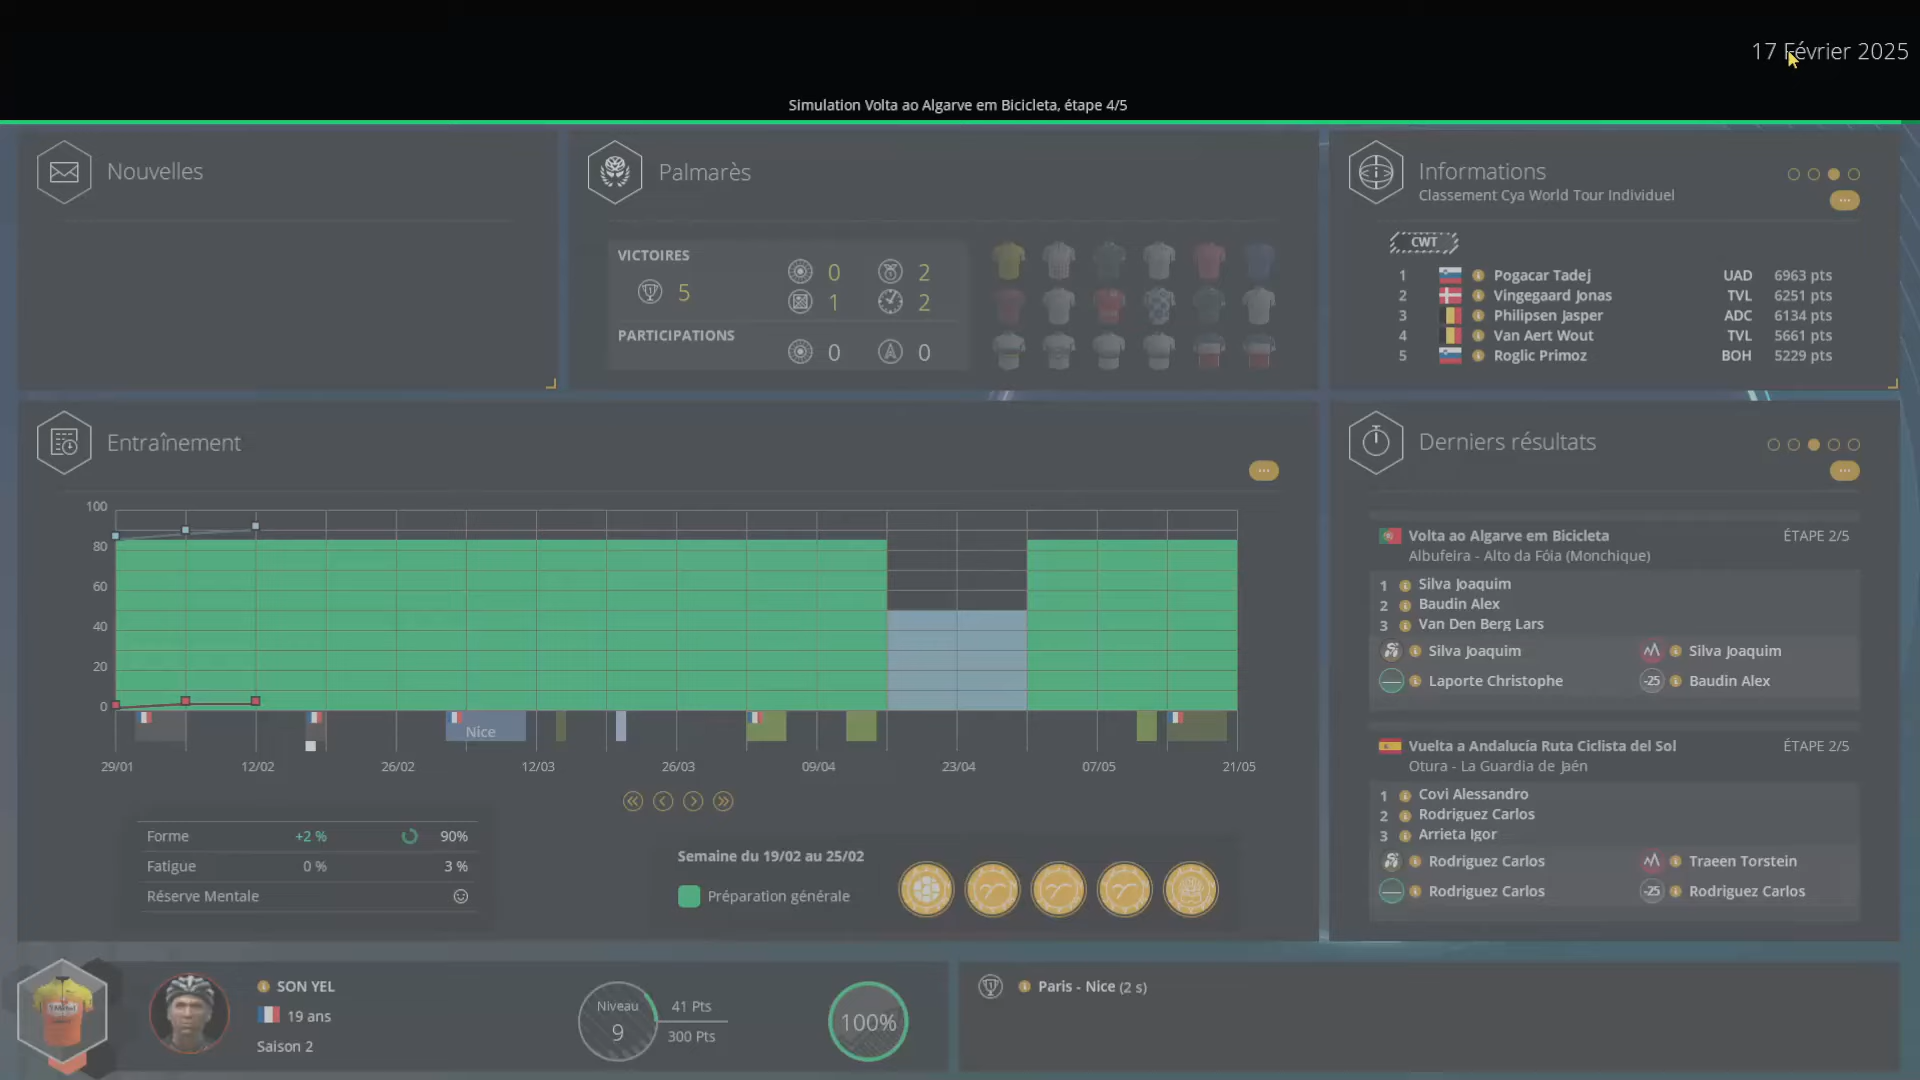 17 Février 2025
Simulation Volta ao Algarve em Bicicleta, étape 4/5
Nouvelles
Palmarès
VICTOIRES
5
0
2
1
2
PARTICIPATIONS
0
0
Informations
Classement Cya World Tour Individuel
CWT
1 Pogacar Tadej UAD 6963 pts
2 Vingegaard Jonas TVL 6251 pts
3 Philipsen Jasper ADC 6134 pts
4 Van Aert Wout TVL 5661 pts
5 Roglic Primoz BOH 5229 pts
Entraînement
100
80
60
40
20
0
Nice
29/01 12/02 26/02 12/03 26/03 09/04 23/04 07/05 21/05
Forme +2 % 90%
Fatigue 0 % 3 %
Réserve Mentale
Semaine du 19/02 au 25/02
Préparation générale
Derniers résultats
Volta ao Algarve em Bicicleta ÉTAPE 2/5
Albufeira - Alto da Fóia (Monchique)
1 Silva Joaquim
2 Baudin Alex
3 Van Den Berg Lars
Silva Joaquim Silva Joaquim
Laporte Christophe -25 Baudin Alex
Vuelta a Andalucía Ruta Ciclista del Sol ÉTAPE 2/5
Otura - La Guardia de Jaén
1 Covi Alessandro
2 Rodriguez Carlos
3 Arrieta Igor
Rodriguez Carlos Traeen Torstein
Rodriguez Carlos -25 Rodriguez Carlos
SON YEL
19 ans
Saison 2
Niveau
9
41 Pts
300 Pts
100%
Paris - Nice (2 s)